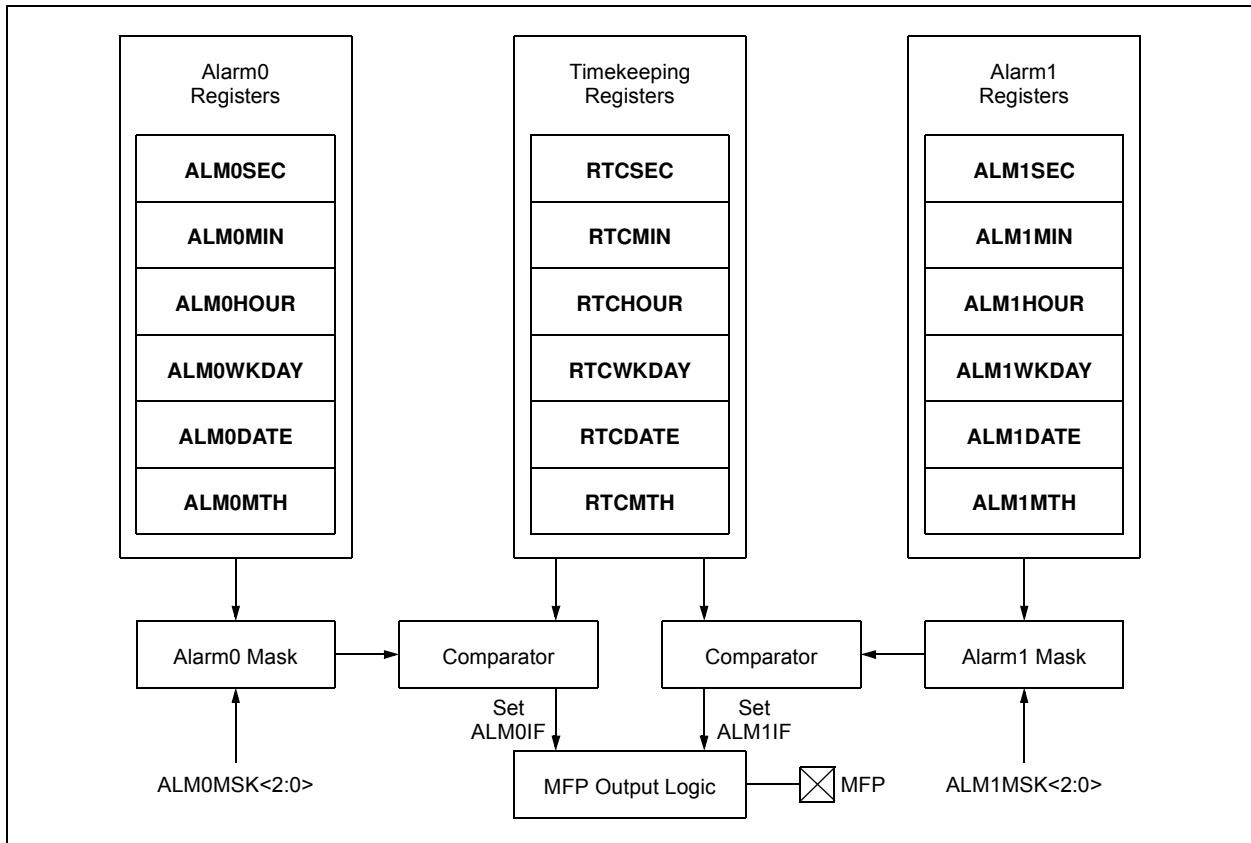 Alarm0
Registers
ALM0SEC
ALM0MIN
ALM0HOUR
ALM0WKDAY
ALM0DATE
ALM0MTH
Timekeeping
Registers
RTCSEC
RTCMIN
RTCHOUR
RTCWKDAY
RTCDATE
RTCMTH
Alarm1
Registers
ALM1SEC
ALM1MIN
ALM1HOUR
ALM1WKDAY
ALM1DATE
ALM1MTH
Alarm0 Mask
Comparator
Comparator
Alarm1 Mask
Set
ALM0IF
Set
ALM1IF
ALM0MSK<2:0>
MFP Output Logic
MFP
ALM1MSK<2:0>